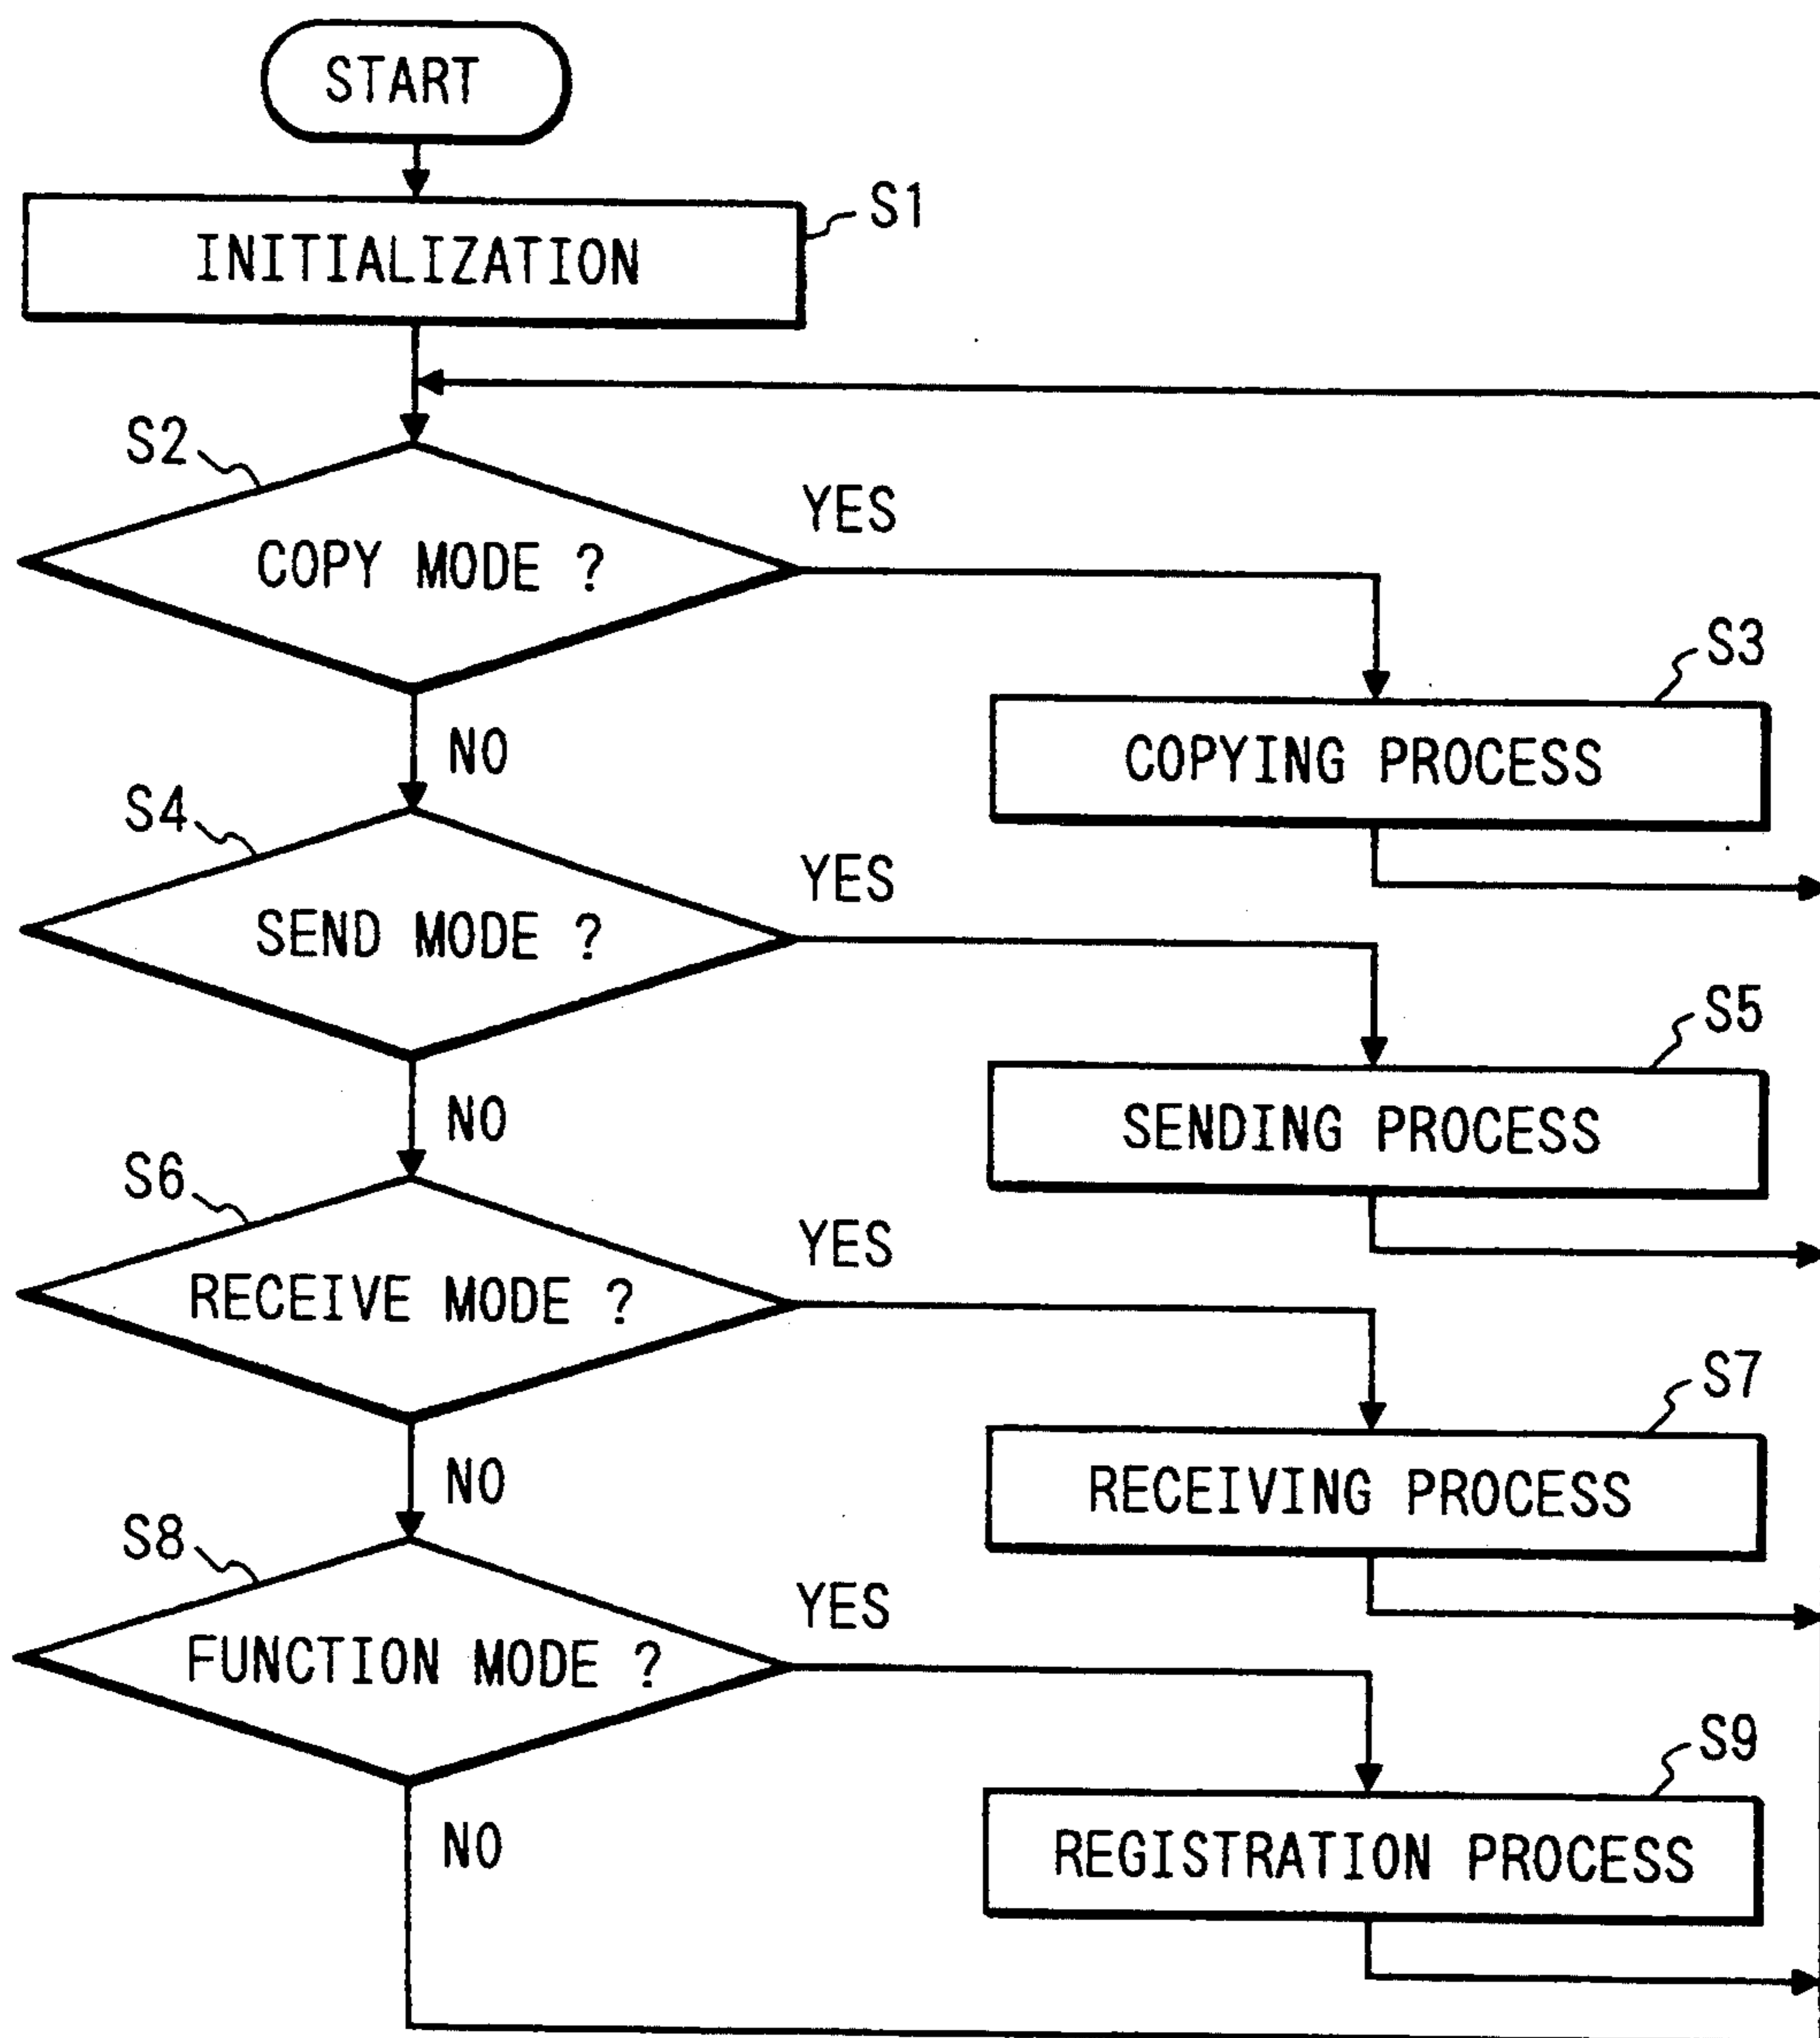 START
INITIALIZATION
S1
S2
COPY MODE ?
YES
NO
S3
COPYING PROCESS
S4
SEND MODE ?
YES
NO
S5
SENDING PROCESS
S6
RECEIVE MODE ?
YES
NO
S7
RECEIVING PROCESS
S8
FUNCTION MODE ?
YES
NO
S9
REGISTRATION PROCESS